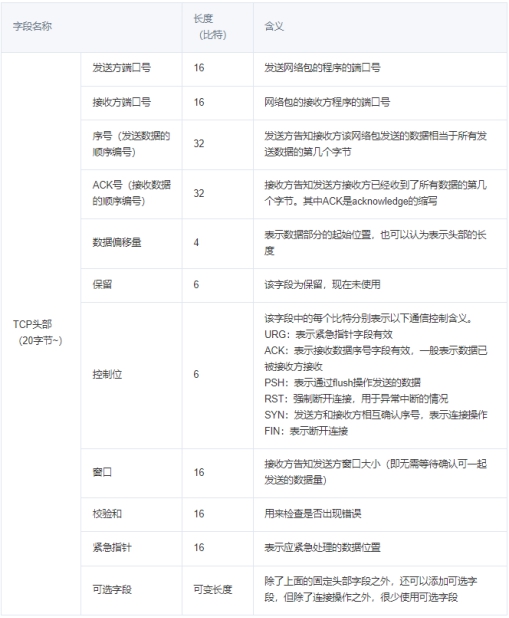 字段名称
长度
（比特）
含义
TCP头部
（20字节~）
发送方端口号
16
发送网络包的程序的端口号
接收方端口号
16
网络包的接收方程序的端口号
序号（发送数据的
顺序编号）
32
发送方告知接收方该网络包发送的数据相当于所有发
送数据的第几个字节
ACK号（接收数据
的顺序编号）
32
接收方告知发送方接收方已经收到了所有数据的第几
个字节。其中ACK是acknowledge的缩写
数据偏移量
4
表示数据部分的起始位置，也可以认为表示头部的长
度
保留
6
该字段为保留，现在未使用
控制位
6
该字段中的每个比特分别表示以下通信控制含义。
URG：表示紧急指针字段有效
ACK：表示接收数据序号字段有效，一般表示数据已
被接收方接收
PSH：表示通过flush操作发送的数据
RST：强制断开连接，用于异常中断的情况
SYN：发送方和接收方相互确认序号，表示连接操作
FIN：表示断开连接
窗口
16
接收方告知发送方窗口大小（即无需等待确认可一起
发送的数据量）
校验和
16
用来检查是否出现错误
紧急指针
16
表示应紧急处理的数据位置
可选字段
可变长度
除了上面的固定头部字段之外，还可以添加可选字
段，但除了连接操作之外，很少使用可选字段